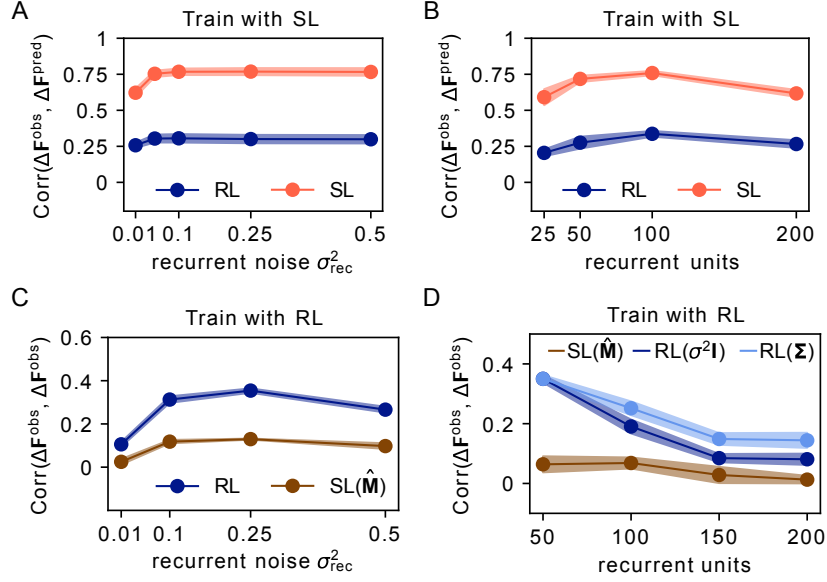 A
Train with SL
Corr(ΔF^obs, ΔF^pred)
1
0.75
0.5
0.25
0
RL
SL
0.01
0.1
0.25
0.5
recurrent noise σ²_rec
B
Train with SL
Corr(ΔF^obs, ΔF^pred)
1
0.75
0.5
0.25
0
RL
SL
25
50
100
200
recurrent units
C
Train with RL
Corr(ΔF^obs, ΔF^obs)
0.6
0.4
0.2
0
RL
SL(M̂)
0.01
0.1
0.25
0.5
recurrent noise σ²_rec
D
Train with RL
Corr(ΔF^obs, ΔF^obs)
SL(M̂)
RL(σ²I)
RL(Σ)
0.4
0.2
0
50
100
150
200
recurrent units